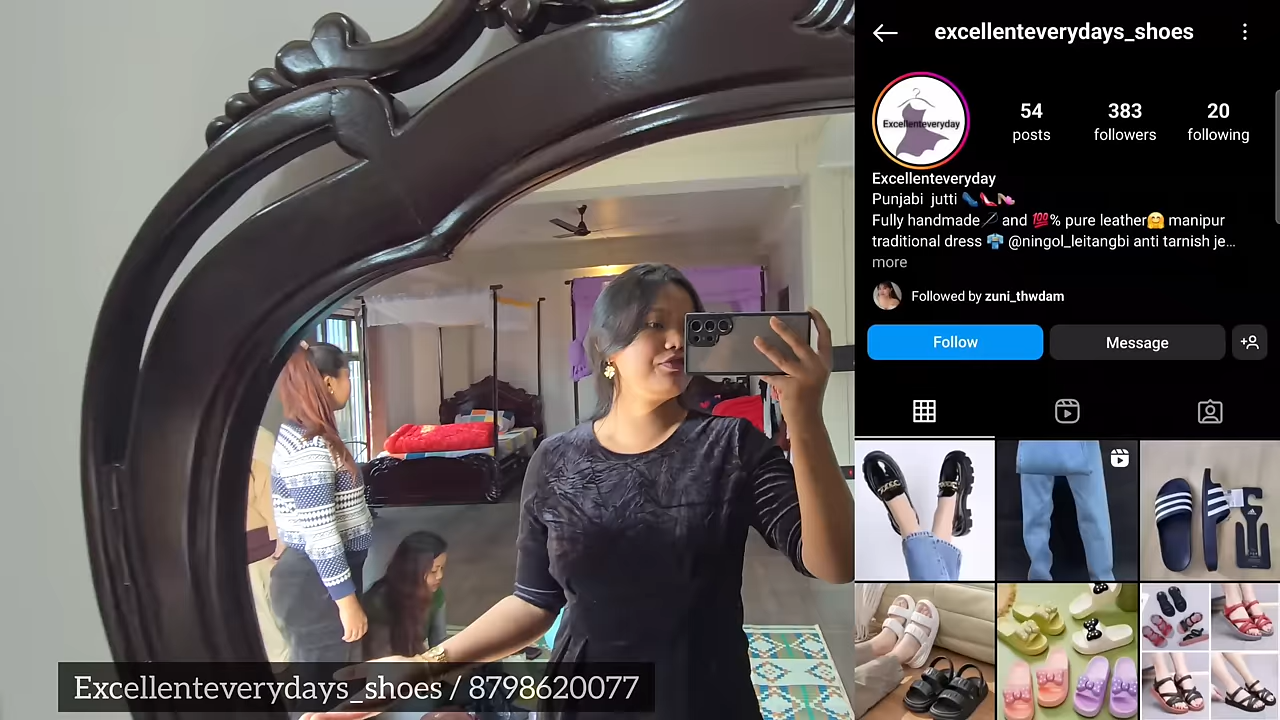 excellenteverydays_shoes
Excellenteveryday
54
posts
383
followers
20
following
Excellenteveryday
Punjabi jutti 👠👠
Fully handmade🪡 and 💯% pure leather🤗 manipur
traditional dress 👘 @ningol_leitangbi anti tarnish je...
more
Followed by zuni_thwdam
Follow
Message
Excellenteverydays_shoes / 8798620077